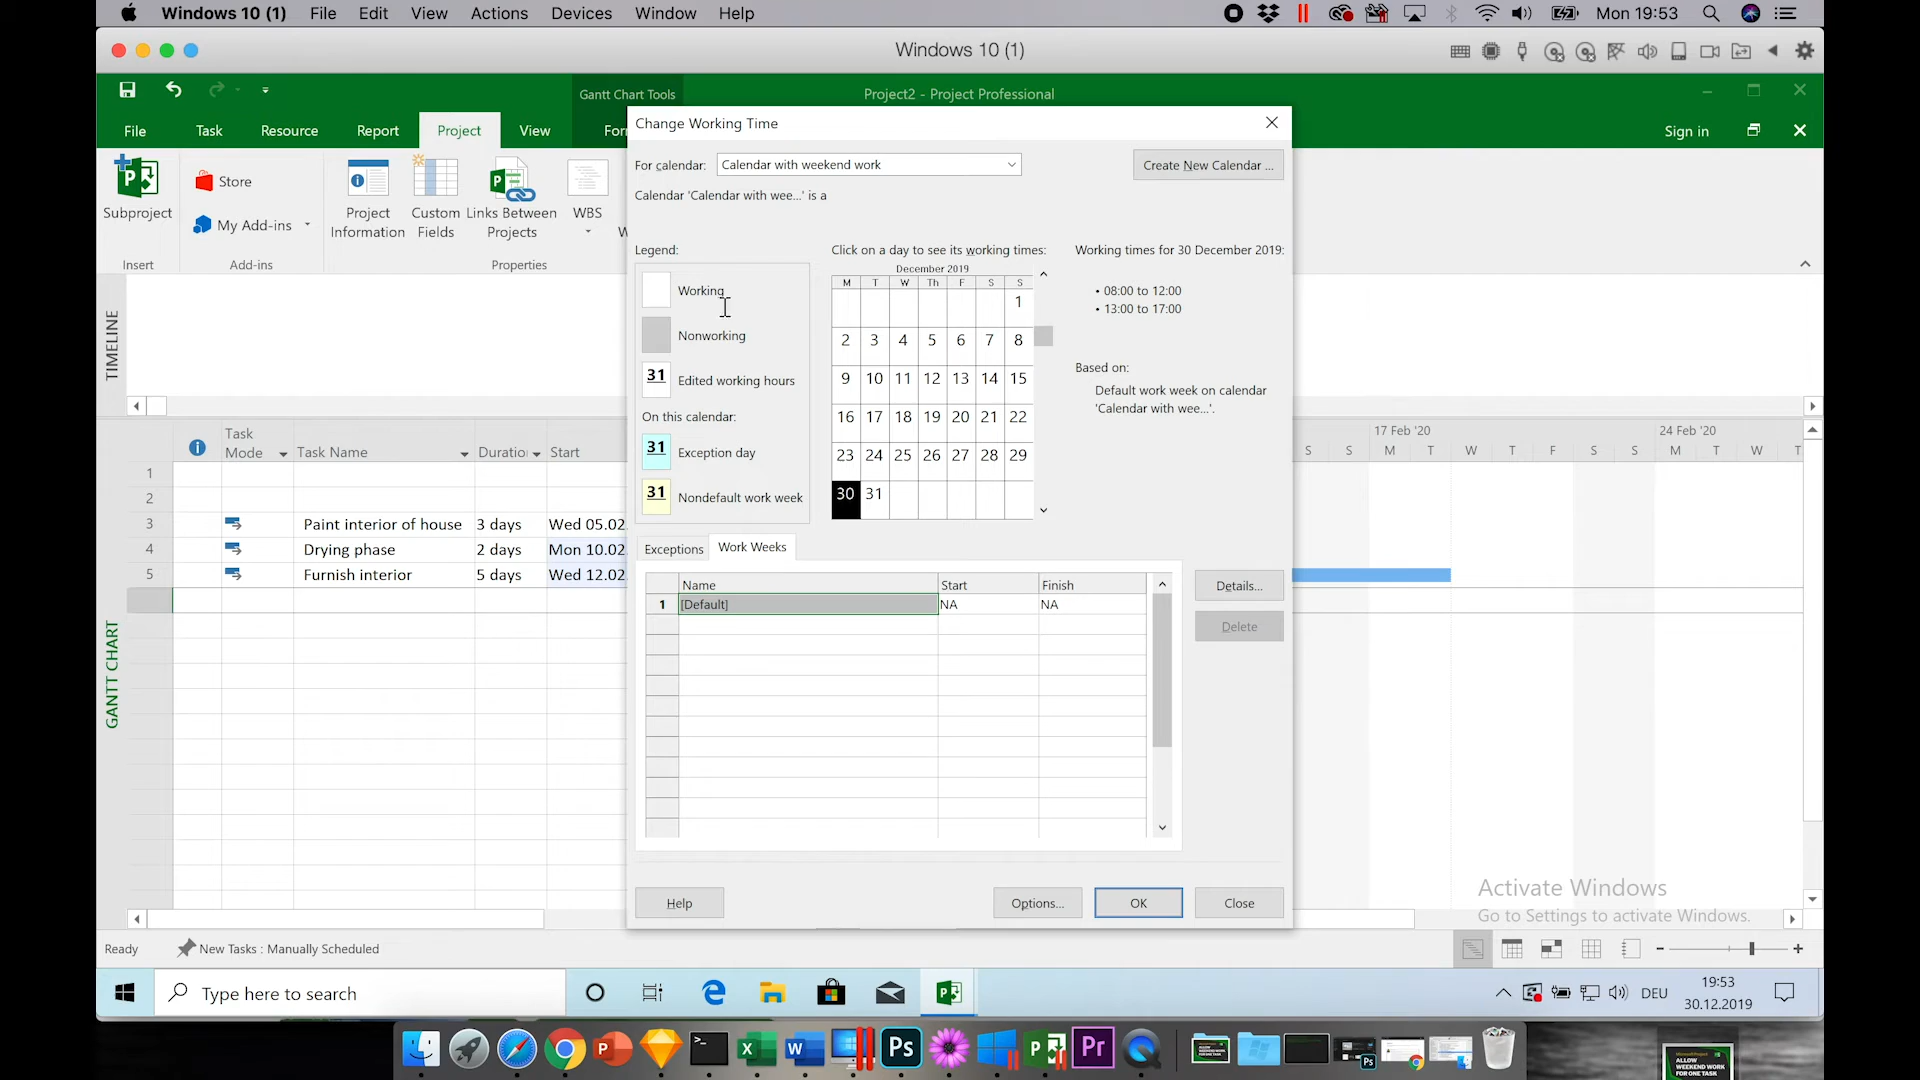 Windows 10 (1) File Edit View Actions Devices Window Help Mon 19:53
Windows 10 (1)
Gantt Chart Tools Project2 - Project Professional
File Task Resource Report Project View For Sign in
Change Working Time
For calendar: Calendar with weekend work Create New Calendar ...
Calendar 'Calendar with wee...' is a
Subproject
Store
My Add-ins
Project Information
Custom Fields
Links Between Projects
WBS
W
Insert Add-ins Properties
Legend:
Working
Nonworking
31 Edited working hours
On this calendar:
31 Exception day
31 Nondefault work week
Click on a day to see its working times:
December 2019
M T W Th F S S
1
2 3 4 5 6 7 8
9 10 11 12 13 14 15
16 17 18 19 20 21 22
23 24 25 26 27 28 29
30 31
Working times for 30 December 2019:
• 08:00 to 12:00
• 13:00 to 17:00
Based on:
Default work week on calendar
'Calendar with wee...'.
TIMELINE
Task Mode Task Name Duratio Start
17 Feb '20 24 Feb '20
S S M T W T F S S M T W T
1
2
3 Paint interior of house 3 days Wed 05.02
4 Drying phase 2 days Mon 10.02
5 Furnish interior 5 days Wed 12.02
GANTT CHART
Exceptions Work Weeks
Name Start Finish
1 [Default] NA NA
Details...
Delete
Help Options... OK Close
Activate Windows
Go to Settings to activate Windows.
Ready New Tasks : Manually Scheduled
Type here to search
DEU
19:53
30.12.2019
P X W Ps P Pr
Ps
ALLOW
WEEKEND WORK
FOR ONE TASK